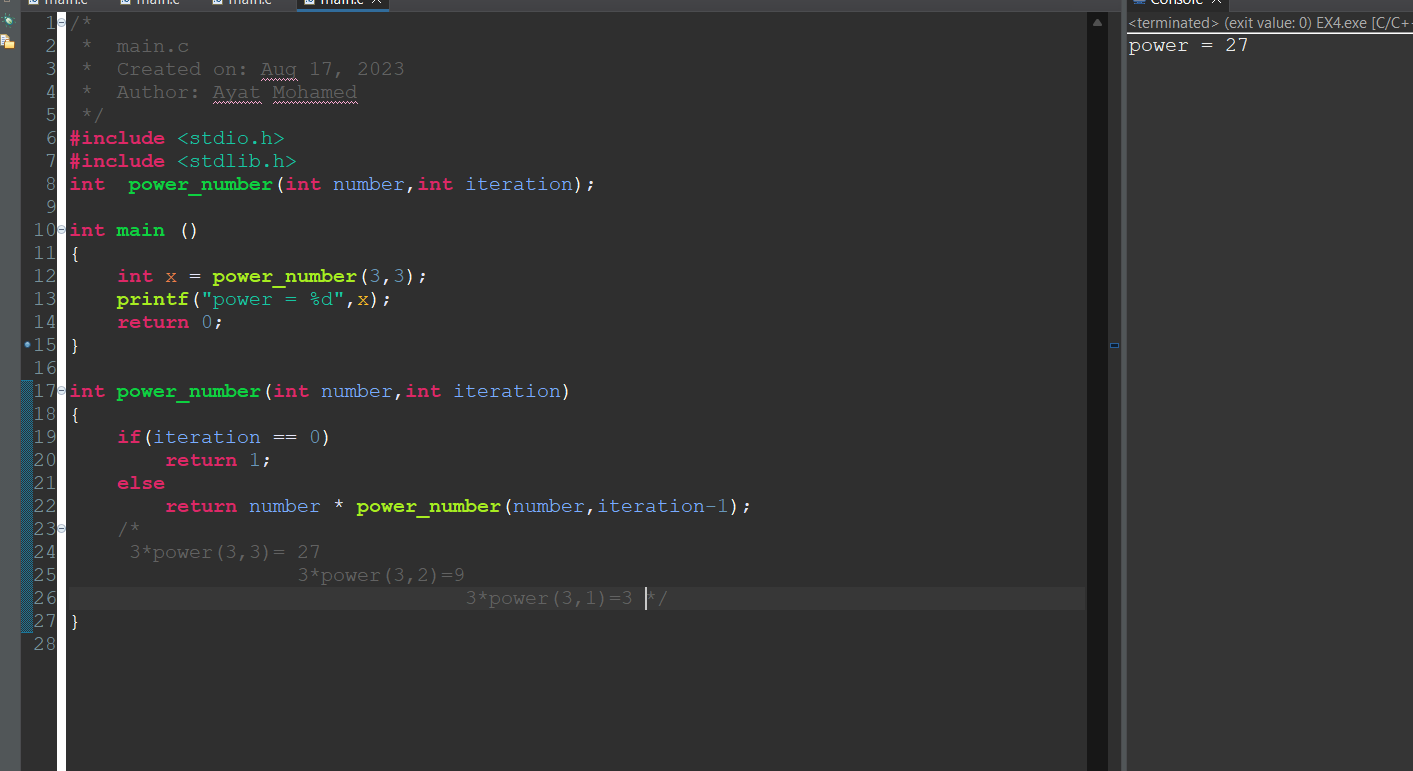 main.c
main.c
main.c
main.c
Console
<terminated> (exit value: 0) EX4.exe [C/C+
power = 27
1 /*
2  *  main.c
3  *  Created on: Aug 17, 2023
4  *  Author: Ayat Mohamed
5  */
6 #include <stdio.h>
7 #include <stdlib.h>
8 int  power_number(int number,int iteration);
9
10 int main ()
11 {
12     int x = power_number(3,3);
13     printf("power = %d",x);
14     return 0;
15 }
16
17 int power_number(int number,int iteration)
18 {
19     if(iteration == 0)
20         return 1;
21     else
22         return number * power_number(number,iteration-1);
23     /*
24      3*power(3,3)= 27
25                    3*power(3,2)=9
26                                  3*power(3,1)=3 */
27 }
28